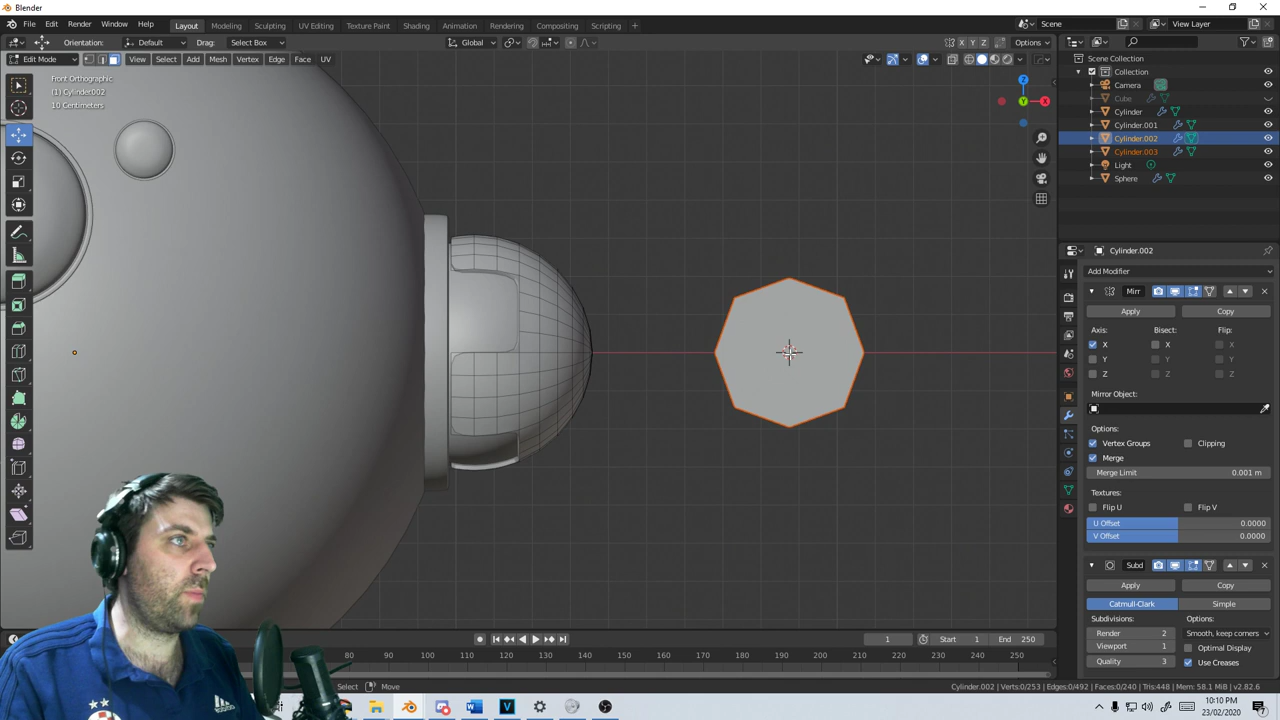 Blender
File Edit Render Window Help Layout Modeling Sculpting UV Editing Texture Paint Shading Animation Rendering Compositing Scripting + Scene View Layer
Orientation: Default Drag: Select Box Global X Y Z Options
Edit Mode View Select Add Mesh Vertex Edge Face UV
Front Orthographic
(1) Cylinder.002
10 Centimeters
Z
Y
X
Scene Collection
Collection
Camera
Cube
Cylinder
Cylinder.001
Cylinder.002
Cylinder.003
Light
Sphere
Cylinder.002
Add Modifier
Mirr
Apply Copy
Axis: Bisect: Flip:
X X X
Y Y Y
Z Z Z
Mirror Object:
Options:
Vertex Groups Clipping
Merge
Merge Limit 0.001 m
Textures:
Flip U Flip V
U Offset 0.0000
V Offset 0.0000
Subd
Apply Copy
Catmull-Clark Simple
Subdivisions: Options:
Render 2 Smooth, keep corners
Viewport 1 Optimal Display
Quality 3 Use Creases
1 Start 1 End 250
80 90 100 110 120 130 140 150 160 170 180 190 200 210 220 230 240 250
Select Move Cylinder.002 | Verts:0/253 | Edges:0/492 | Faces:0/240 | Tris:448 | Mem: 58.1 MiB | v2.82.6
10:10 PM
23/02/2020